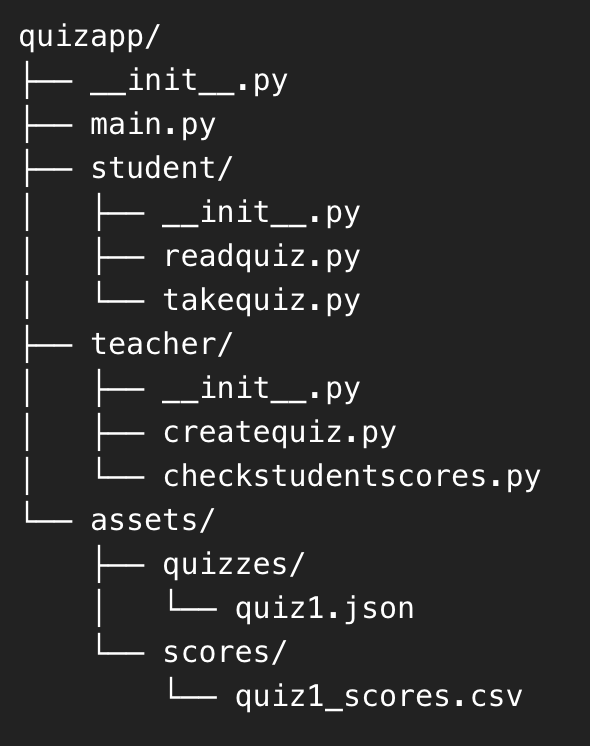 quizapp/
├── __init__.py
├── main.py
├── student/
│   ├── __init__.py
│   ├── readquiz.py
│   └── takequiz.py
├── teacher/
│   ├── __init__.py
│   ├── createquiz.py
│   └── checkstudentscores.py
└── assets/
    ├── quizzes/
    │   └── quiz1.json
    └── scores/
        └── quiz1_scores.csv